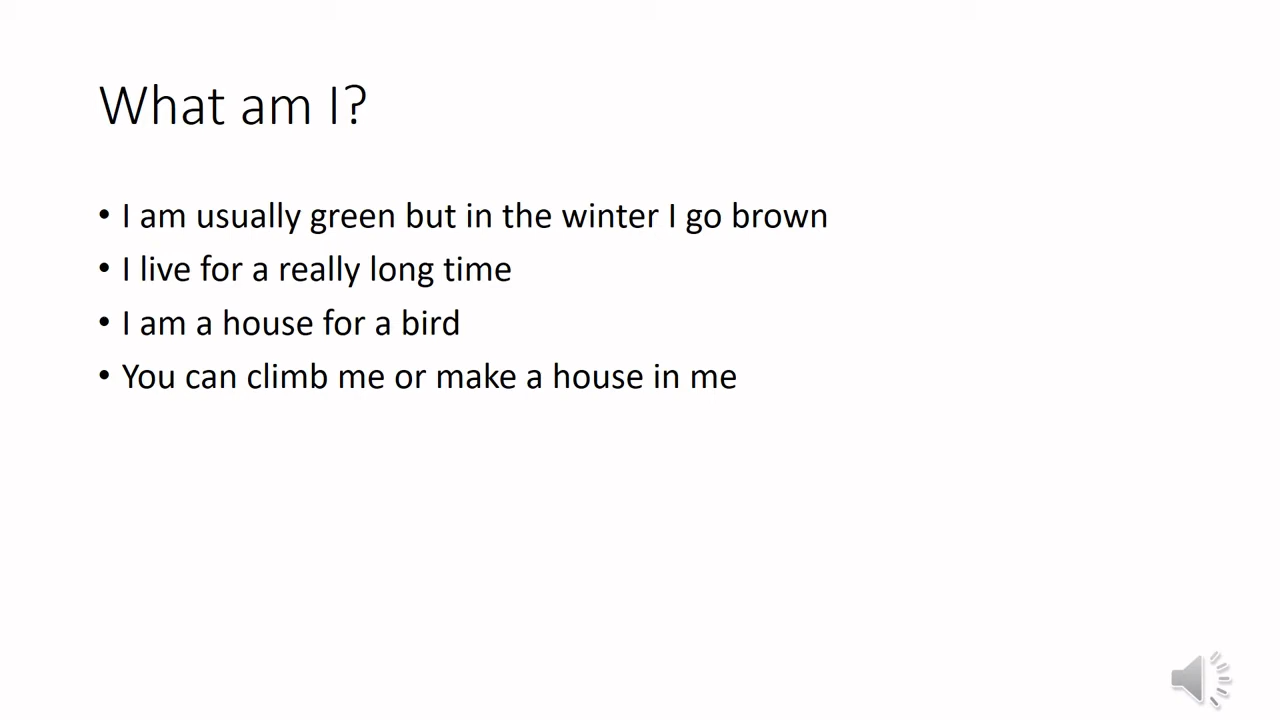 What am I?
• I am usually green but in the winter I go brown
• I live for a really long time
• I am a house for a bird
• You can climb me or make a house in me